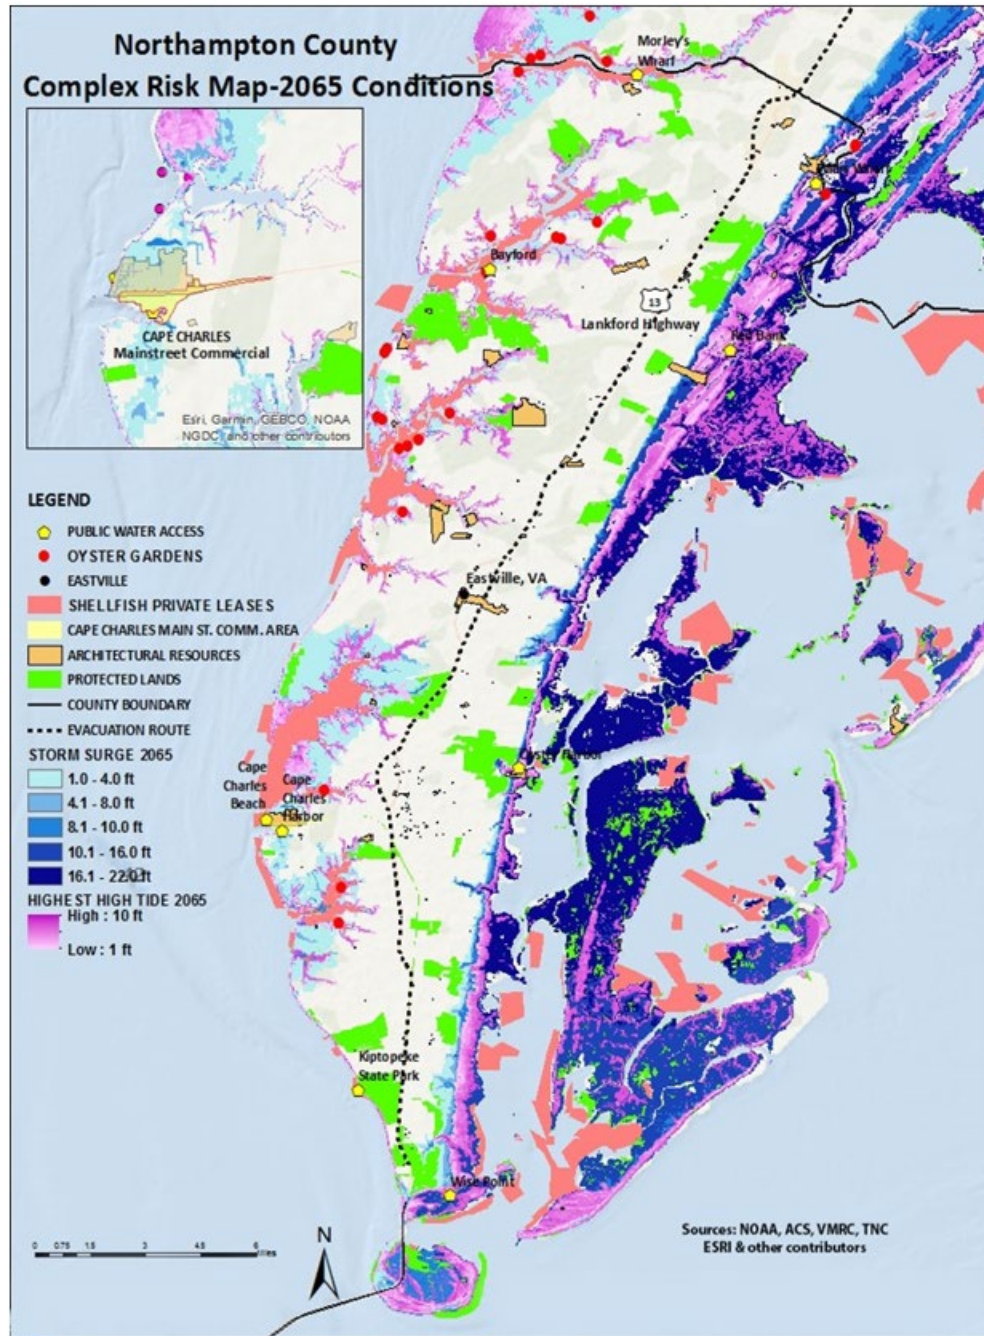 Northampton County
Complex Risk Map-2065 Conditions
Morley's
Wharf
CAPE CHARLES
Mainstreet Commercial
Esri, Garmin, GEBCO, NOAA
NGDC, and other contributors
Bayford
13
Lankford Highway
Red Bank
LEGEND
PUBLIC WATER ACCESS
OYSTER GARDENS
EASTVILLE
SHELLFISH PRIVATE LEASES
CAPE CHARLES MAIN ST. COMM. AREA
ARCHITECTURAL RESOURCES
PROTECTED LANDS
COUNTY BOUNDARY
EVACUATION ROUTE
STORM SURGE 2065
1.0 - 4.0 ft
4.1 - 8.0 ft
8.1 - 10.0 ft
10.1 - 16.0 ft
16.1 - 22.0 ft
HIGHEST HIGH TIDE 2065
High : 10 ft
Low : 1 ft
Eastville, VA
Oyster Harbor
Cape
Charles
Beach
Cape
Charles
Harbor
Kiptopeke
State Park
Wise Point
0 0.75 1.5 3 4.5 6
Miles
N
Sources: NOAA, ACS, VMRC, TNC
ESRI & other contributors